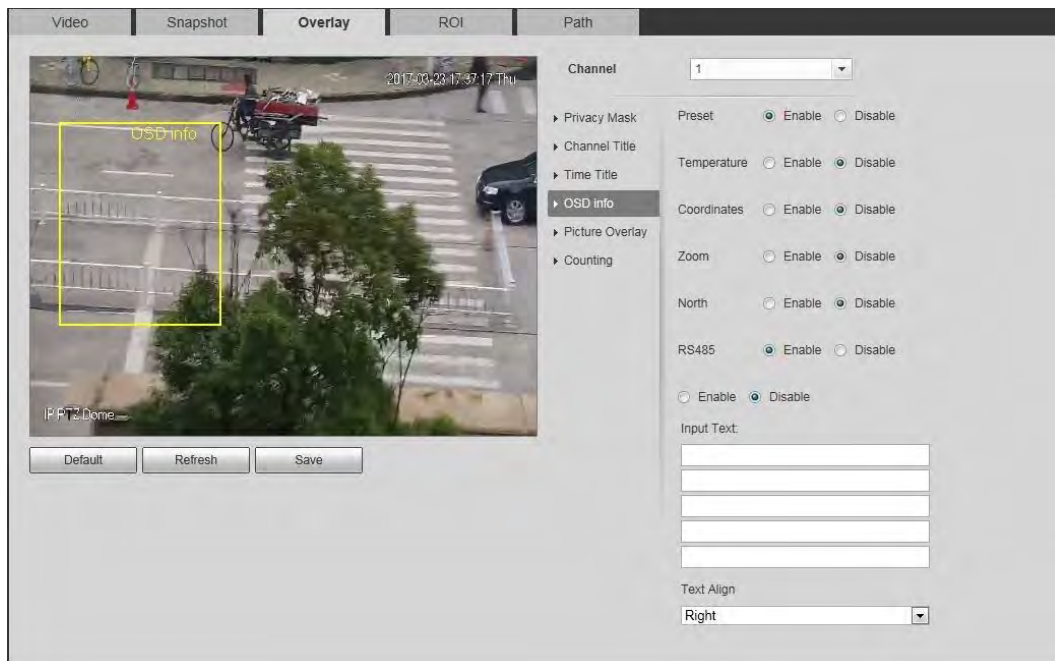 Video Snapshot Overlay ROI Path
2017-03-23 17:37:17 Thu
OSD info
IP PTZ Dome
Default Refresh Save
Channel 1
Privacy Mask
Channel Title
Time Title
OSD info
Picture Overlay
Counting
Preset Enable Disable
Temperature Enable Disable
Coordinates Enable Disable
Zoom Enable Disable
North Enable Disable
RS485 Enable Disable
Enable Disable
Input Text:
Text Align
Right